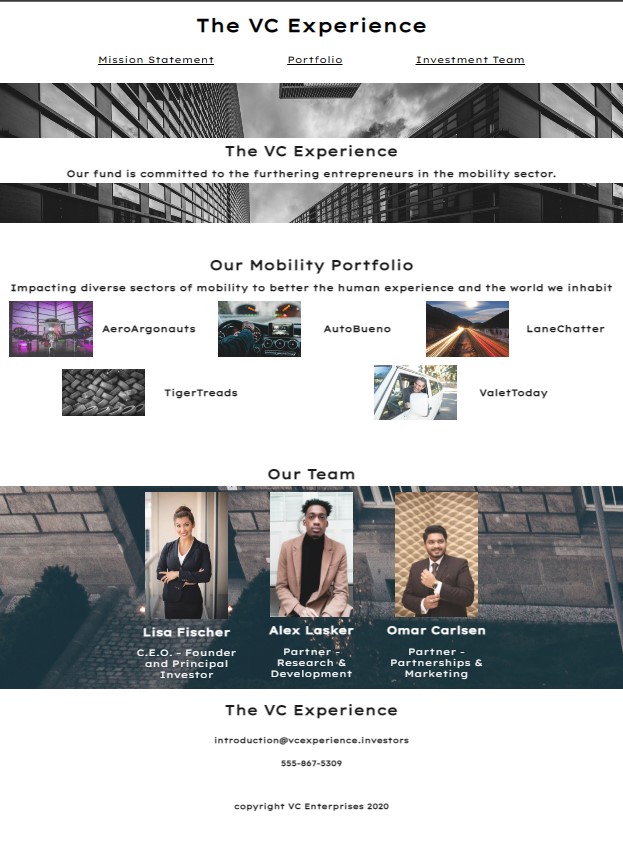 The VC Experience
Mission Statement
Portfolio
Investment Team
The VC Experience
Our fund is committed to the furthering entrepreneurs in the mobility sector.
Our Mobility Portfolio
Impacting diverse sectors of mobility to better the human experience and the world we inhabit
AeroArgonauts
AutoBueno
LaneChatter
TigerTreads
ValetToday
Our Team
Lisa Fischer
C.E.O. - Founder
and Principal
Investor
Alex Lasker
Partner -
Research &
Development
Omar Carlsen
Partner -
Partnerships &
Marketing
The VC Experience
introduction@vcexperience.investors
555-867-5309
copyright VC Enterprises 2020